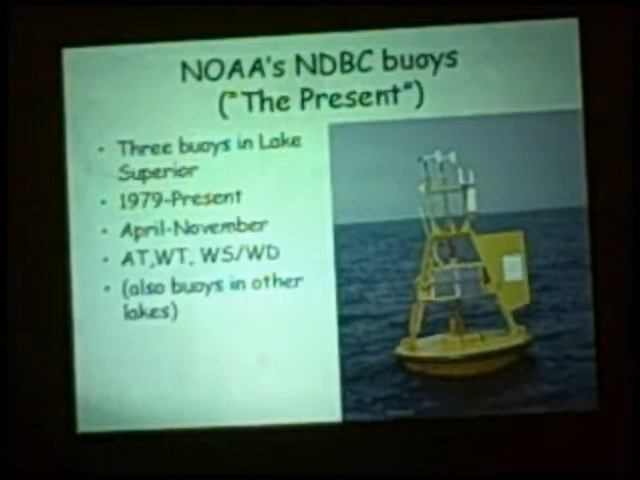 NOAA's NDBC buoys
("The Present")
• Three buoys in Lake
Superior
• 1979-Present
• April-November
• AT,WT, WS/WD
• (also buoys in other
lakes)